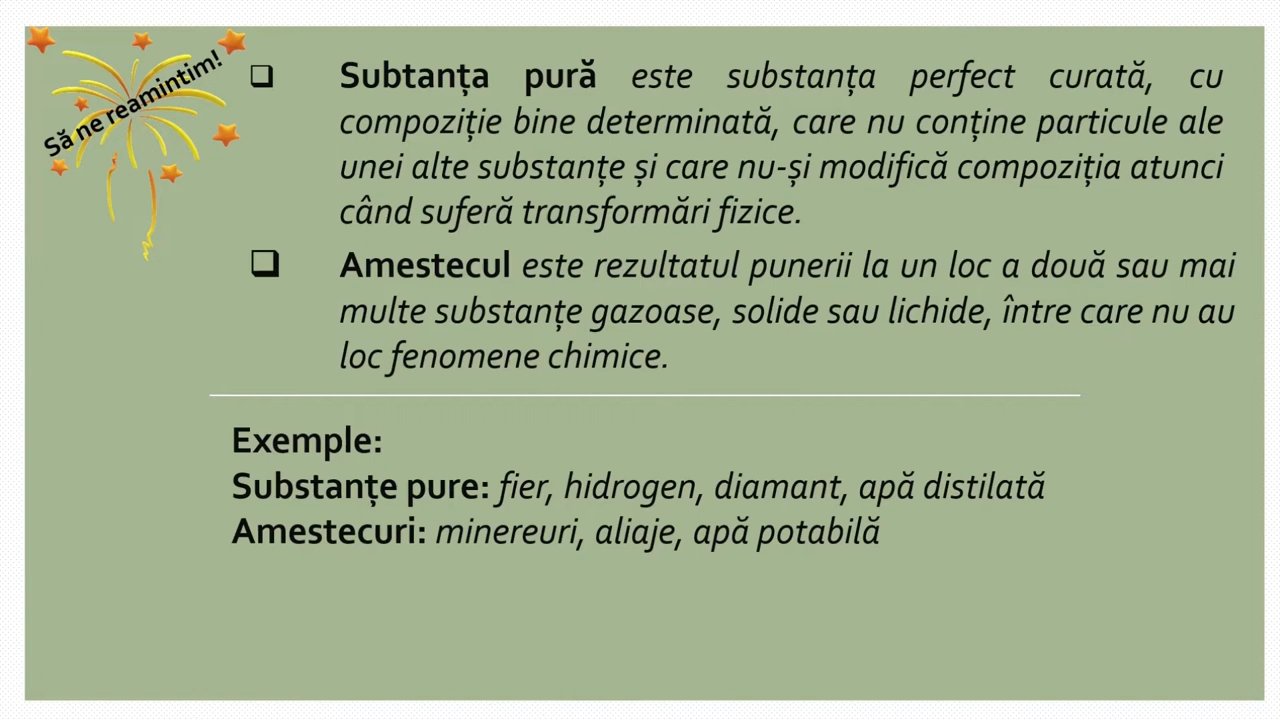 Să ne reamintim!
❑ Subtanța pură este substanța perfect curată, cu
compoziție bine determinată, care nu conține particule ale
unei alte substanțe și care nu-și modifică compoziția atunci
când suferă transformări fizice.
❑ Amestecul este rezultatul punerii la un loc a două sau mai
multe substanțe gazoase, solide sau lichide, între care nu au
loc fenomene chimice.
Exemple:
Substanțe pure: fier, hidrogen, diamant, apă distilată
Amestecuri: minereuri, aliaje, apă potabilă